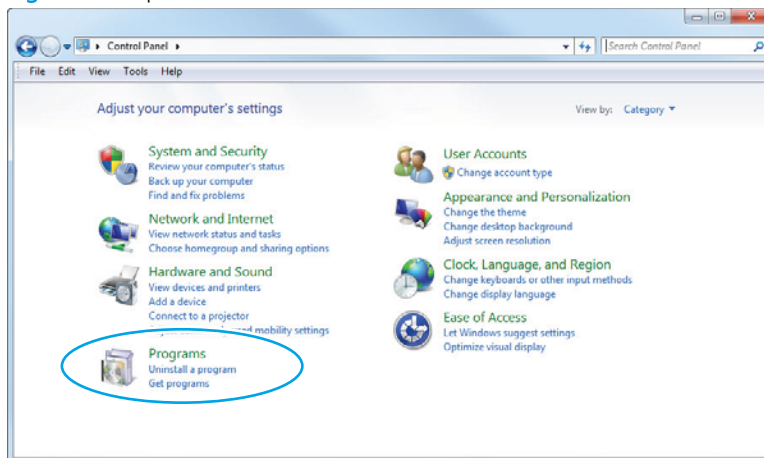 Control Panel
Search Control Panel
File Edit View Tools Help
Adjust your computer's settings
View by: Category
System and Security
Review your computer's status
Back up your computer
Find and fix problems
Network and Internet
View network status and tasks
Choose homegroup and sharing options
Hardware and Sound
View devices and printers
Add a device
Connect to a projector
mobility settings
Programs
Uninstall a program
Get programs
User Accounts
Change account type
Appearance and Personalization
Change the theme
Change desktop background
Adjust screen resolution
Clock, Language, and Region
Change keyboards or other input methods
Change display language
Ease of Access
Let Windows suggest settings
Optimize visual display